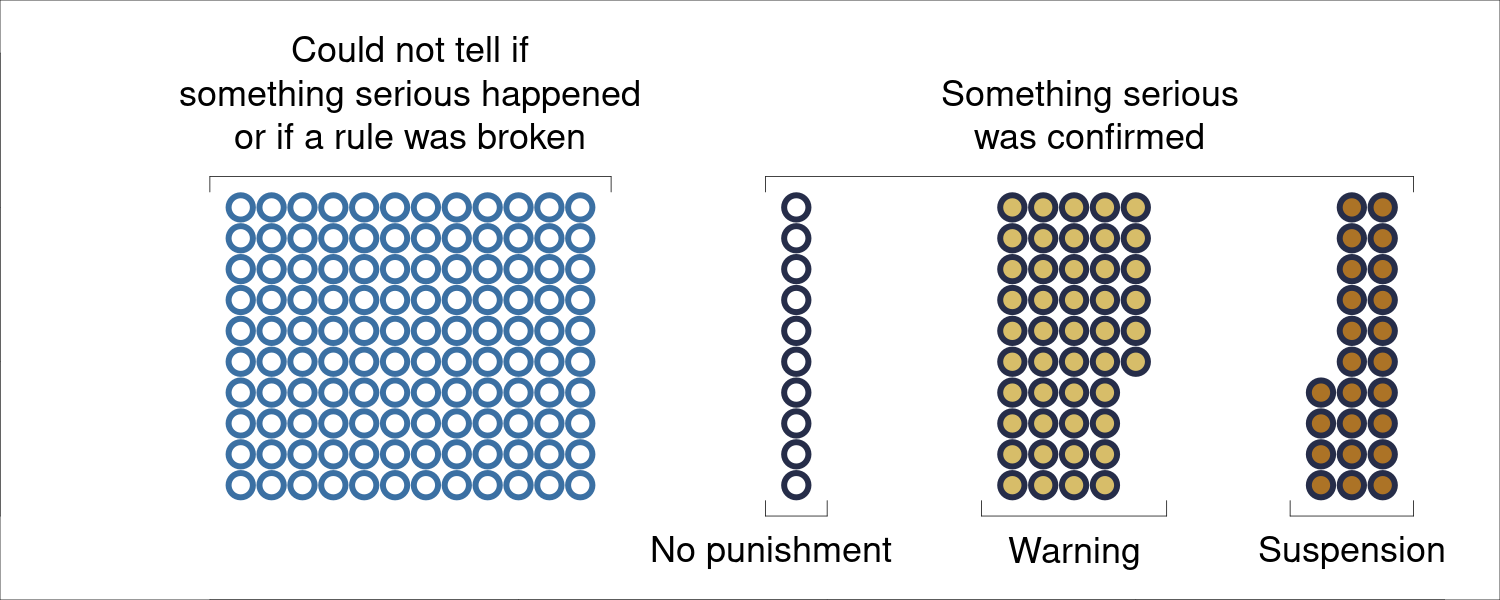 Could not tell if
something serious happened
or if a rule was broken
Something serious
was confirmed
No punishment
Warning
Suspension